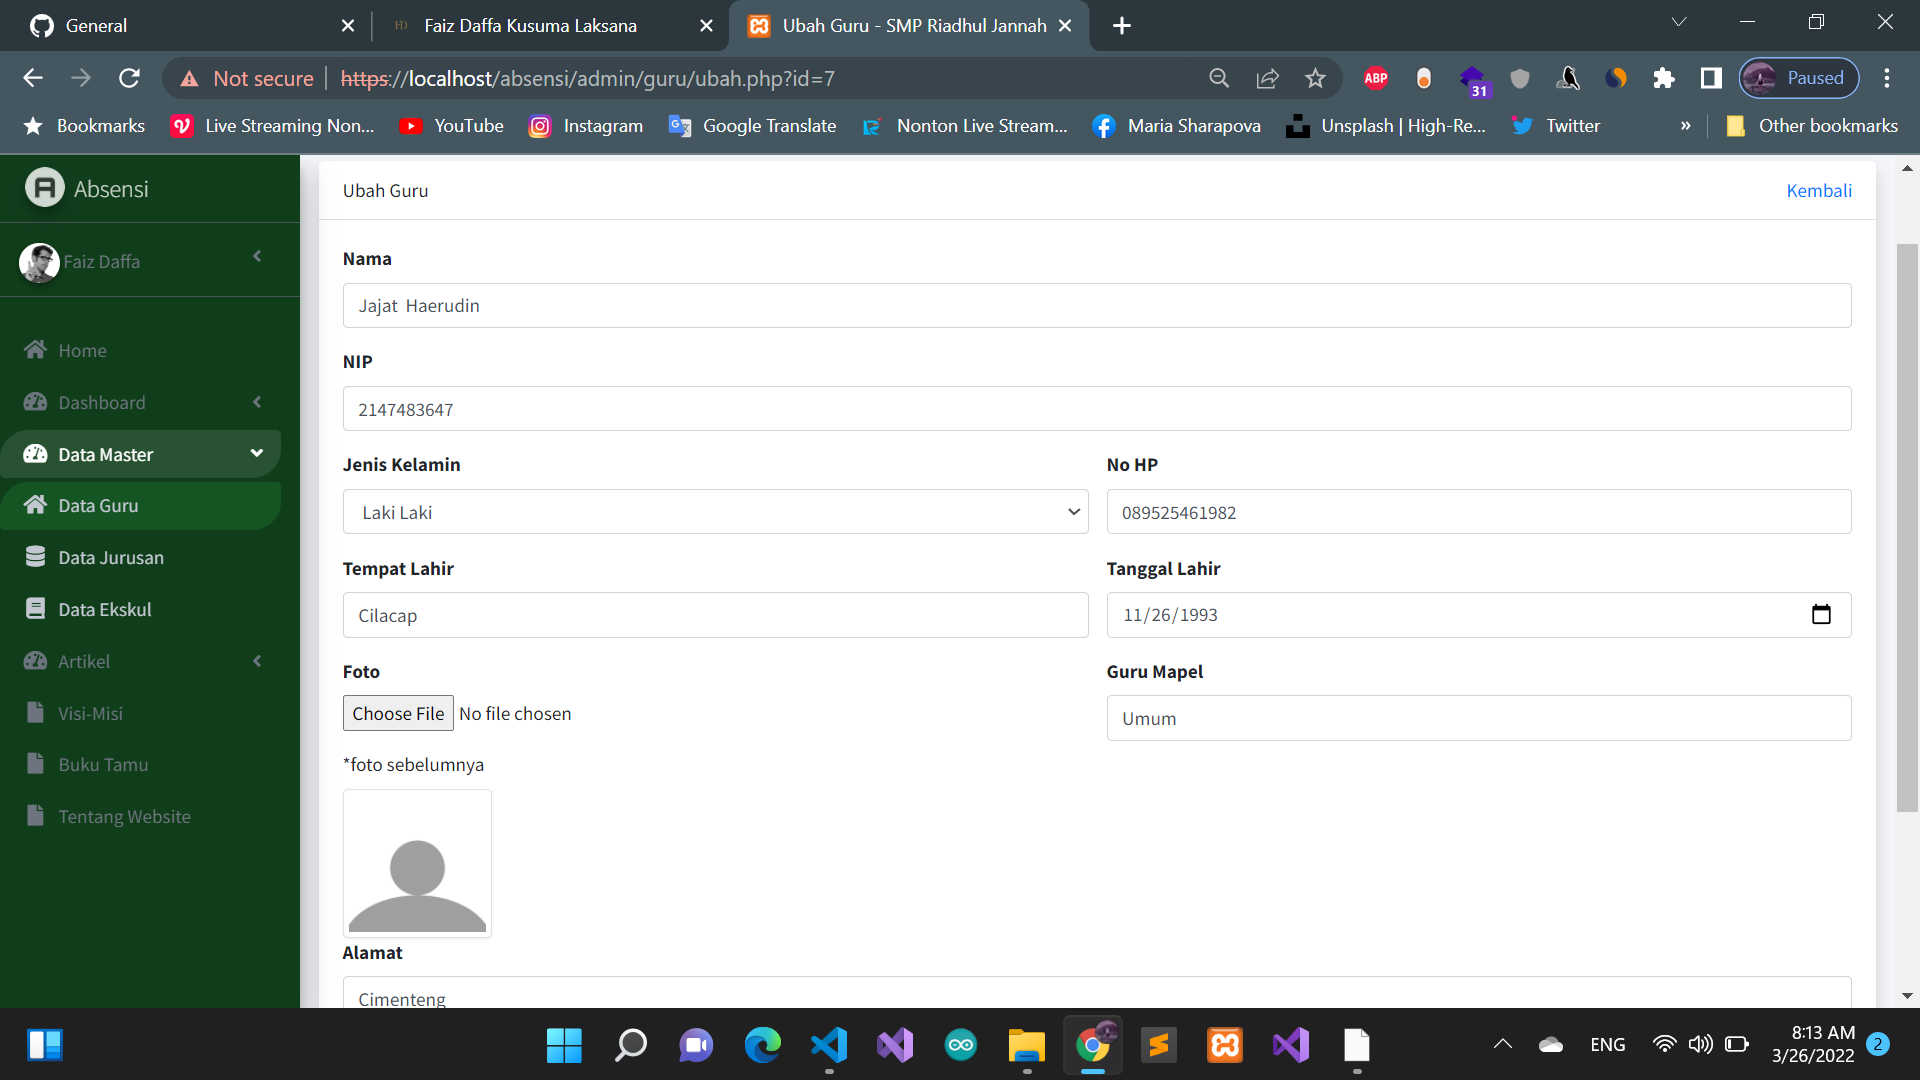 General
Faiz Daffa Kusuma Laksana
Ubah Guru - SMP Riadhul Jannah
Not secure
https://localhost/absensi/admin/guru/ubah.php?id=7
ABP
31
Paused
Bookmarks
Live Streaming Non...
YouTube
Instagram
Google Translate
Nonton Live Stream...
Maria Sharapova
Unsplash | High-Re...
Twitter
»
Other bookmarks
Absensi
Faiz Daffa
Home
Dashboard
Data Master
Data Guru
Data Jurusan
Data Ekskul
Artikel
Visi-Misi
Buku Tamu
Tentang Website
Ubah Guru
Kembali
Nama
Jajat  Haerudin
NIP
2147483647
Jenis Kelamin
No HP
Laki Laki
089525461982
Tempat Lahir
Tanggal Lahir
Cilacap
11/26/1993
Foto
Guru Mapel
Choose File No file chosen
Umum
*foto sebelumnya
Alamat
Cimenteng
ENG
8:13 AM
3/26/2022
2